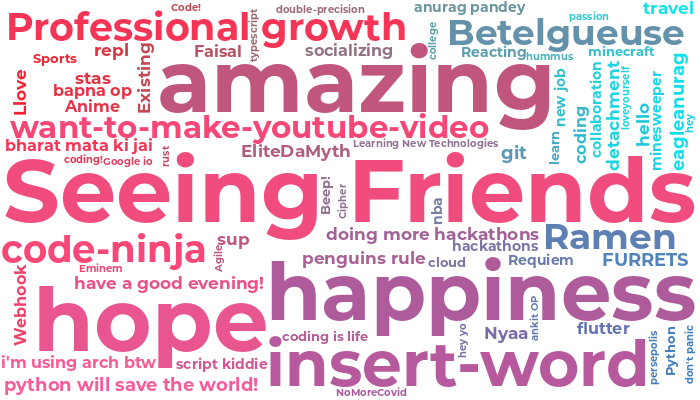 Code!
double-precision
anurag pandey
travel
passion
Professional growth
typescript
Betelgueuse
college
repl
Faisal
socializing
Reacting
minecraft
hummus
Sports
Existing
amazing
stas
bapna op
Llove
Anime
new job
learn
coding
collaboration
detachment
loveyourself
hello
minesweeper
eagleanurag
hey
want-to-make-youtube-video
bharat mata ki jai
EliteDaMyth
Learning New Technologies
git
coding!
Google io
rust
Seeing Friends
Beep!
cipher
nba
code-ninja
sup
Agile
doing more hackathons
hackathons
Ramen
penguins rule
cloud
Requiem
FURRETS
Eminem
Webhook
have a good evening!
happiness
hope
ankit OP
Nyaa
flutter
hey yo
coding is life
persepolis
Python
don't panic
i'm using arch btw
script kiddie
insert-word
python will save the world!
NoMoreCovid